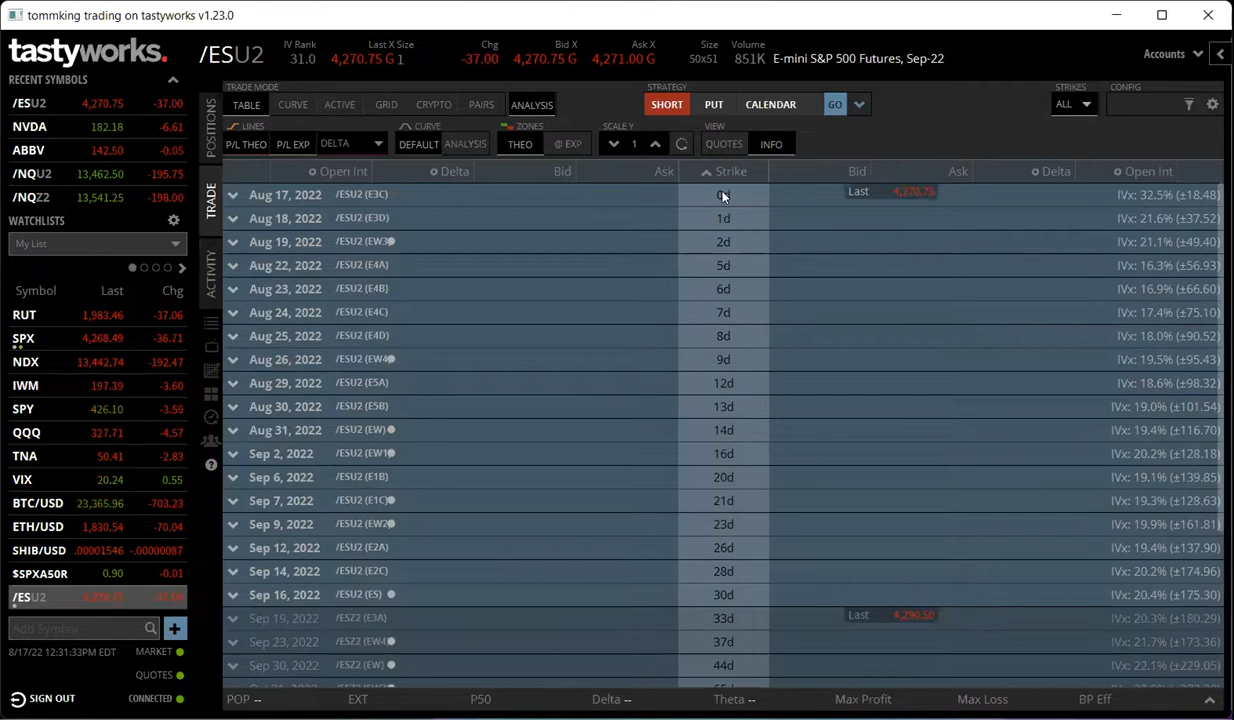 tommking trading on tastyworks v1.23.0
tastyworks.
/ESU2
IV Rank
31.0
Last X Size
4,270.75 G 1
Chg
-37.00
Bid X
4,270.75 G
Ask X
4,271.00 G
Size
50x51
Volume
851K
E-mini S&P 500 Futures, Sep-22
Accounts
RECENT SYMBOLS
/ESU2 4,270.75 -37.00
NVDA 182.18 -6.61
ABBV 142.50 -0.05
/NQU2 13,462.50 -195.75
/NQZ2 13,541.25 -198.00
WATCHLISTS
My List
Symbol Last Chg
RUT 1,983.46 -37.06
SPX 4,268.49 -36.71
NDX 13,442.74 -192.47
IWM 197.39 -3.60
SPY 426.10 -3.59
QQQ 327.71 -4.57
TNA 50.41 -2.83
VIX 20.24 0.55
BTC/USD 23,365.96 -703.23
ETH/USD 1,830.54 -70.04
SHIB/USD .00001546 -0.00000087
$SPXA50R 0.90 -0.01
/ESU2 4,270.75 -37.00
Add Symbol
8/17/22 12:31:33PM EDT MARKET
QUOTES
SIGN OUT CONNECTED
POSITIONS
TRADE
ACTIVITY
TRADE MODE
TABLE CURVE ACTIVE GRID CRYPTO PAIRS ANALYSIS
STRATEGY
SHORT PUT CALENDAR GO
STRIKES
ALL
CONFIG
LINES CURVE ZONES SCALE Y VIEW
P/L THEO P/L EXP DELTA DEFAULT ANALYSIS THEO @ EXP 1 QUOTES INFO
Open Int Delta Bid Ask Strike Bid Ask Delta Open Int
Aug 17, 2022 /ESU2 (E3C) Last 4,270.75 IVx: 32.5% (±18.48)
Aug 18, 2022 /ESU2 (E3D) 1d IVx: 21.6% (±37.52)
Aug 19, 2022 /ESU2 (EW3 2d IVx: 21.1% (±49.40)
Aug 22, 2022 /ESU2 (E4A) 5d IVx: 16.3% (±56.93)
Aug 23, 2022 /ESU2 (E4B) 6d IVx: 16.9% (±66.60)
Aug 24, 2022 /ESU2 (E4C) 7d IVx: 17.4% (±75.10)
Aug 25, 2022 /ESU2 (E4D) 8d IVx: 18.0% (±90.52)
Aug 26, 2022 /ESU2 (EW4 9d IVx: 19.5% (±95.43)
Aug 29, 2022 /ESU2 (E5A) 12d IVx: 18.6% (±98.32)
Aug 30, 2022 /ESU2 (E5B) 13d IVx: 19.0% (±101.54)
Aug 31, 2022 /ESU2 (EW) 14d IVx: 19.4% (±116.70)
Sep 2, 2022 /ESU2 (EW1 16d IVx: 20.2% (±128.18)
Sep 6, 2022 /ESU2 (E1B) 20d IVx: 19.1% (±139.85)
Sep 7, 2022 /ESU2 (E1C) 21d IVx: 19.3% (±128.63)
Sep 9, 2022 /ESU2 (EW2 23d IVx: 19.9% (±161.81)
Sep 12, 2022 /ESU2 (E2A) 26d IVx: 19.4% (±137.90)
Sep 14, 2022 /ESU2 (E2C) 28d IVx: 20.2% (±174.96)
Sep 16, 2022 /ESU2 (ES) 30d IVx: 20.4% (±175.30)
Sep 19, 2022 /ESZ2 (E3A) 33d Last 4,290.50 IVx: 20.3% (±180.29)
Sep 23, 2022 /ESZ2 (EW4 37d IVx: 21.7% (±173.36)
Sep 30, 2022 /ESZ2 (EW) 44d IVx: 22.1% (±229.05)
POP -- EXT P50 Delta -- Theta -- Max Profit Max Loss BP Eff